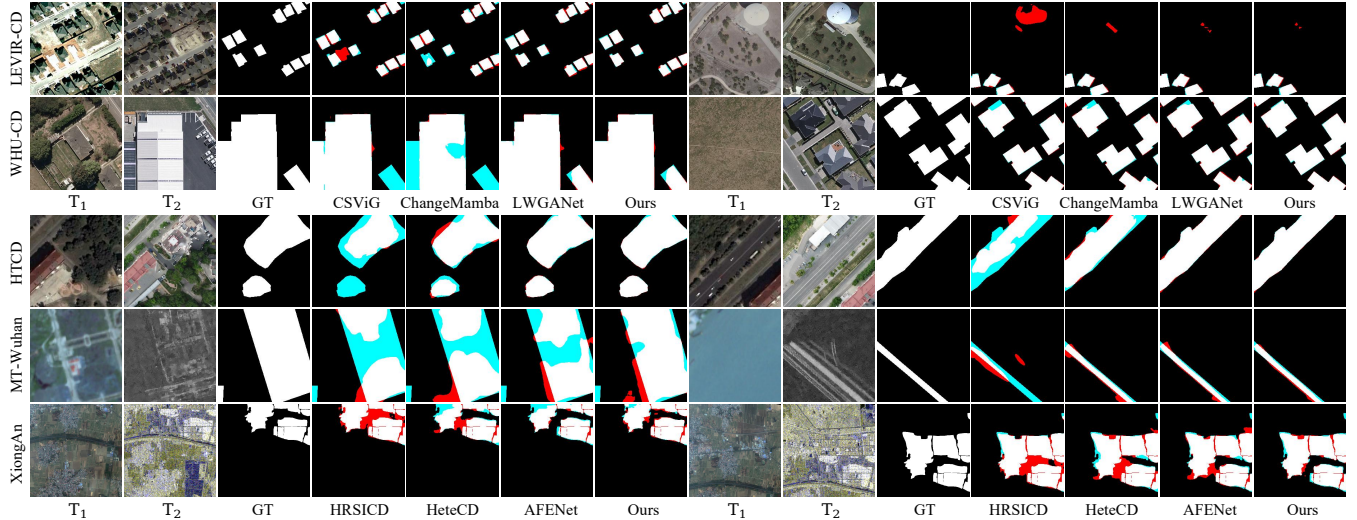 LEVIR-CD
WHU-CD
T₁ T₂ GT CSViG ChangeMamba LWGANet Ours T₁ T₂ GT CSViG ChangeMamba LWGANet Ours
HTCD
MT-Wuhan
XiongAn
T₁ T₂ GT HRSICD HeteCD AFENet Ours T₁ T₂ GT HRSICD HeteCD AFENet Ours